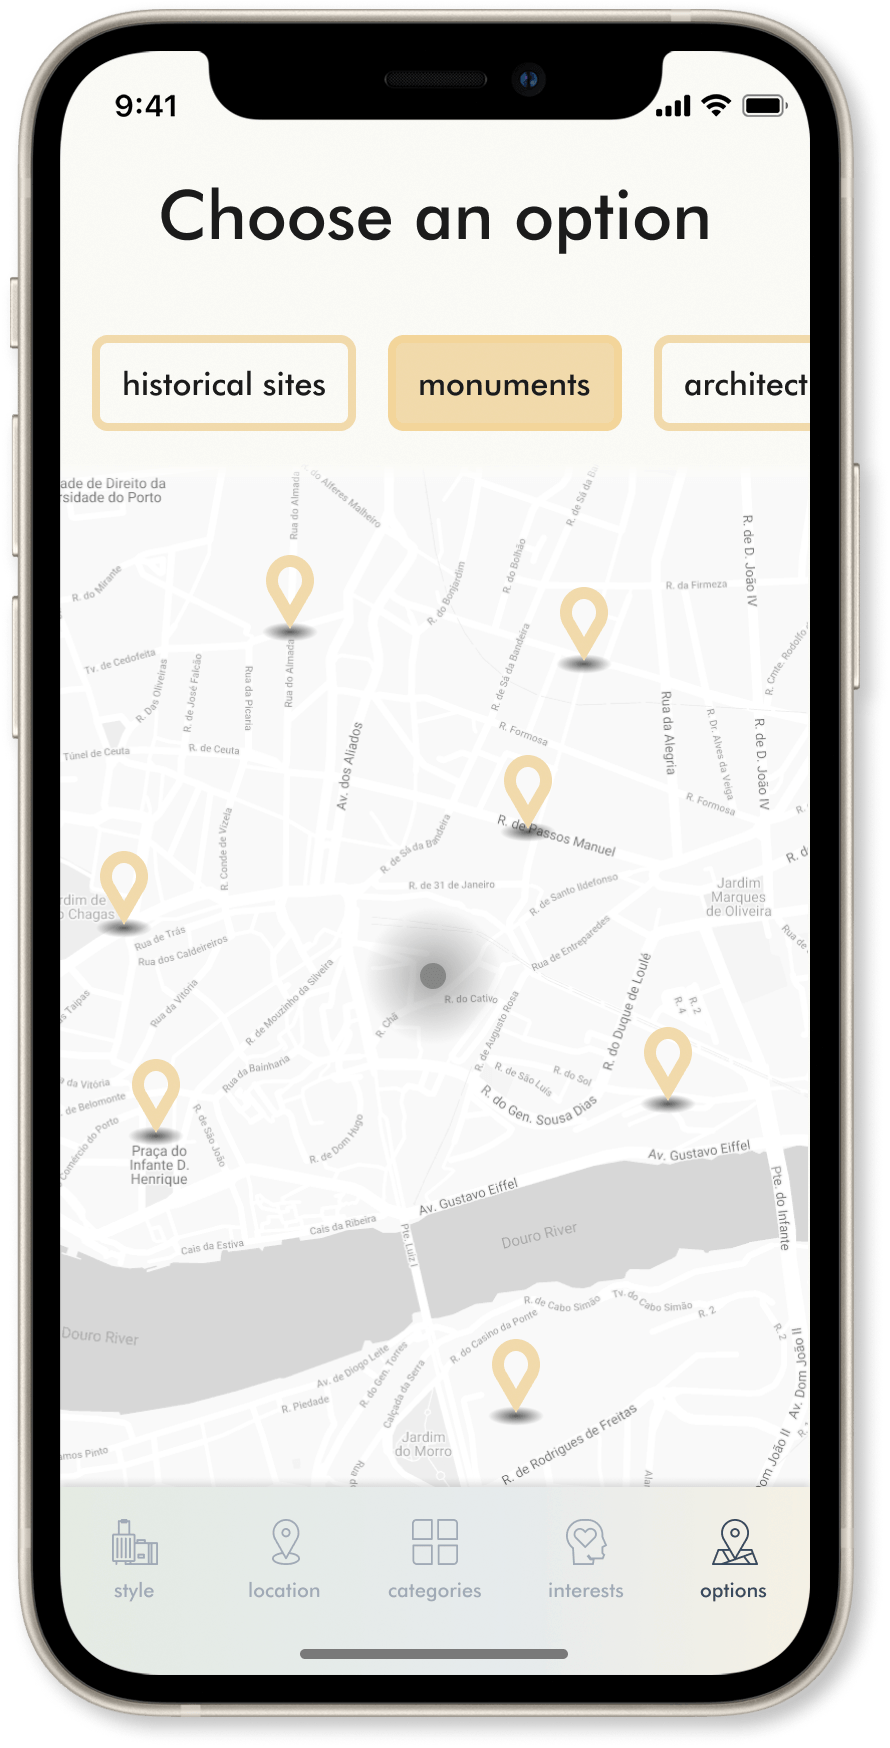 9:41
Choose an option
historical sites
monuments
architect
ade de Direito da
rsidade do Porto
Rua do Almada
R. do Alferes Malheiro
R. de Sá da B
R. de D. João IV
R. do Mirante
R. do Bonjardim
R. do Bolhão
R. da Firmeza
Tv. de Cedofeita
R. Das Oliveiras
R. de José Falcão
Rua da Picaria
Rua do Almada
R. de Sá da Bandeira
R. Cmte. Rodolfo
Túnel de Ceuta
R. de Ceuta
Av. dos Aliados
R. Formosa
Rua da Alegria
R. Dr. Alves da Veiga
R. de D. João IV
R. Formosa
R.
R. Conde de Vizela
R. de Sá da Bandeira
R. de Passos Manuel
R. d
rdim de
o Chagas
R. de 31 de Janeiro
R. de Santo Ildefonso
Jardim
Marques
de Oliveira
Rua de Trás
Rua dos Caldeireiros
Rua de Entreparedes
Rua de
s Taipas
Rua da Vitória
R. de Mouzinho da Silveira
R. Chã
R. do Cativo
R. de Augusto Rosa
R. do Duque de Loulé
R. 4
R. 2
a da Vitória
. de Belomonte
Comércio do Porto
Rua da Bainharia
R. de São João
R. de São Luís
R. do Sol
R. do Gen. Sousa Dias
Praça do
Infante D.
Henrique
R. de Dom Hugo
Av. Gustavo Eiffel
Av. Gustavo Eiffel
Pte. do Infante
Cais da Estiva
Cais da Ribeira
Pte. Luiz I
Douro River
Douro River
R. de Cabo Simão
Tv. do Cabo Simão
R. 2
R. 2
Av. de Diogo Leite
R. do Gen. Torres
Calçada da Serra
R. do Casino da Ponte
Av. Dom João II
R. Piedade
Jardim
do Morro
R. de Rodrigues de Freitas
R.
amos Pinto
Rua do
Alan
om João II
style
location
categories
interests
options